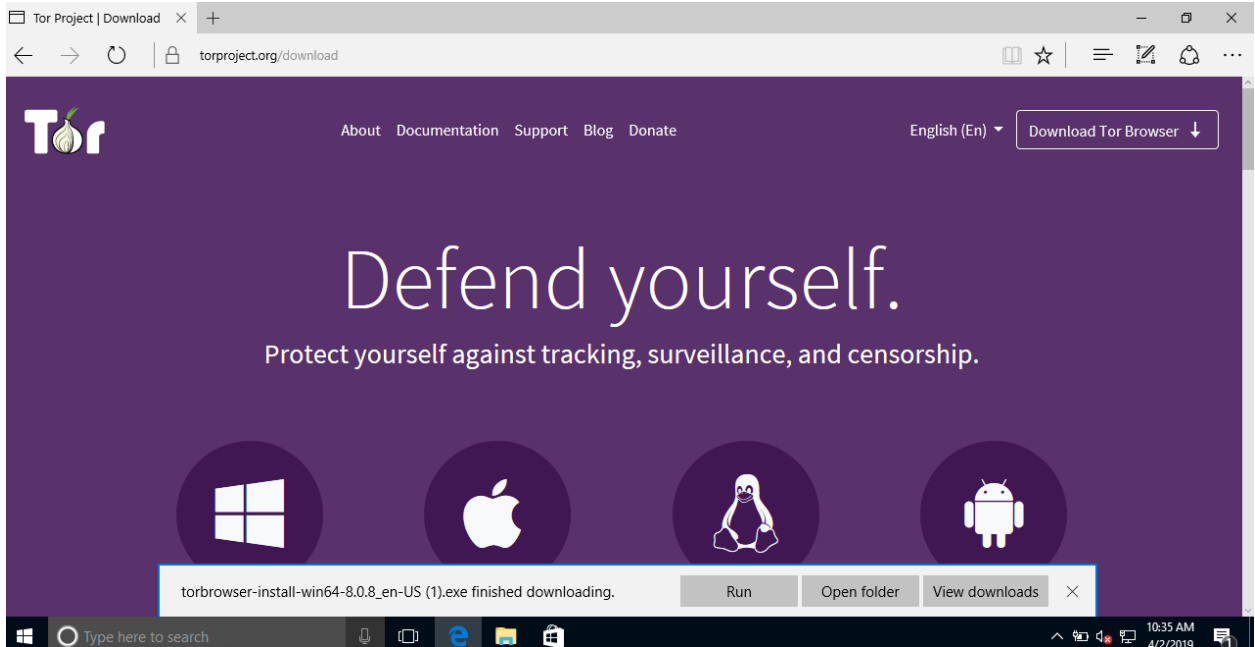 Tor Project | Download
torproject.org/download
Tor
About Documentation Support Blog Donate
English (En)
Download Tor Browser
Defend yourself.
Protect yourself against tracking, surveillance, and censorship.
torbrowser-install-win64-8.0.8_en-US (1).exe finished downloading.
Run
Open folder
View downloads
Type here to search
10:35 AM
4/2/2019
1